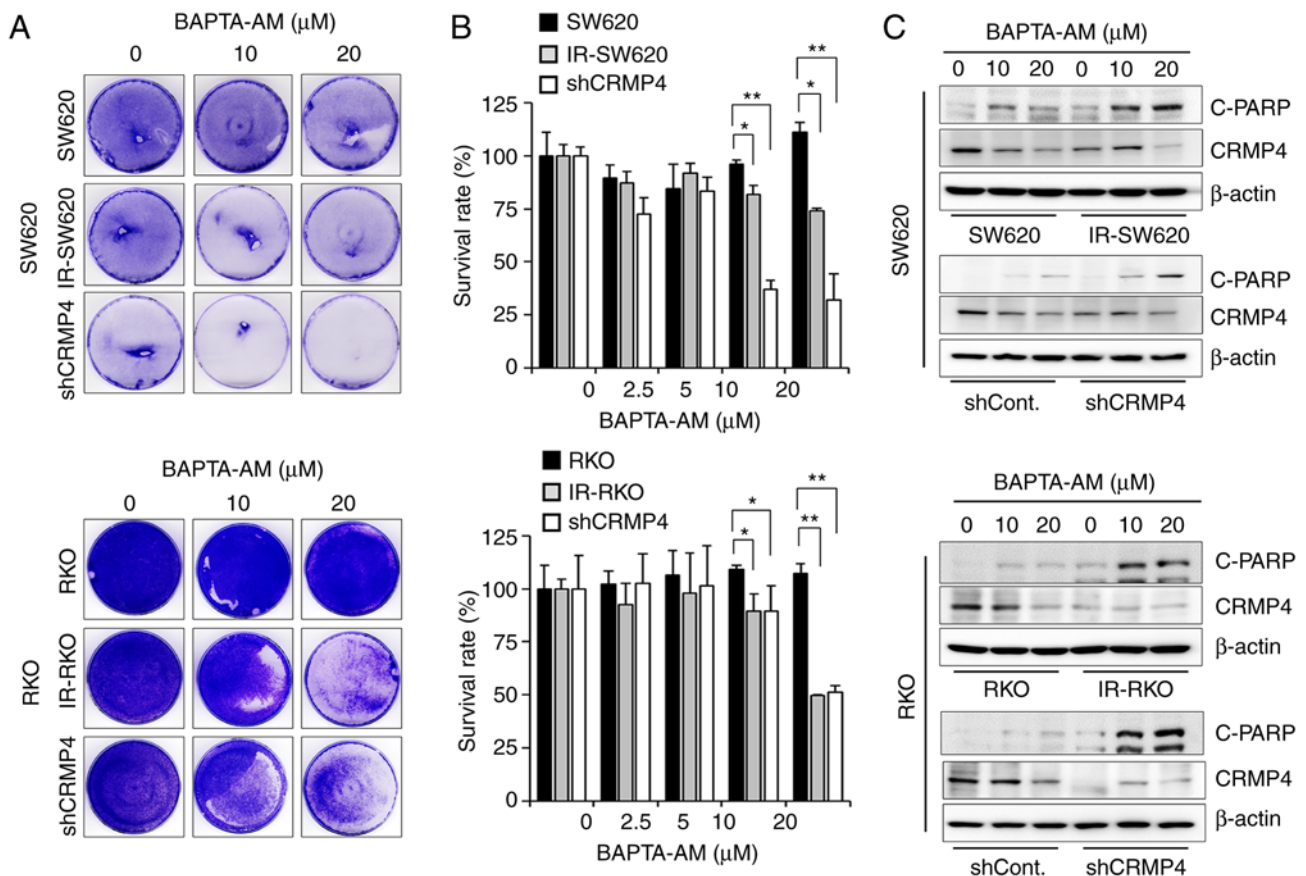 A
BAPTA-AM (μM)
0 10 20
SW620
SW620
IR-SW620
shCRMP4
BAPTA-AM (μM)
0 10 20
RKO
RKO
IR-RKO
shCRMP4
B
SW620
IR-SW620
shCRMP4
** 
* 
** 
* 
125
100
75
50
25
0
Survival rate (%)
0 2.5 5 10 20
BAPTA-AM (μM)
RKO
IR-RKO
shCRMP4
*
*
**
**
125
100
75
50
25
0
Survival rate (%)
0 2.5 5 10 20
BAPTA-AM (μM)
C
BAPTA-AM (μM)
0 10 20 0 10 20
SW620
C-PARP
CRMP4
β-actin
SW620 IR-SW620
C-PARP
CRMP4
β-actin
shCont. shCRMP4
BAPTA-AM (μM)
0 10 20 0 10 20
RKO
C-PARP
CRMP4
β-actin
RKO IR-RKO
C-PARP
CRMP4
β-actin
shCont. shCRMP4